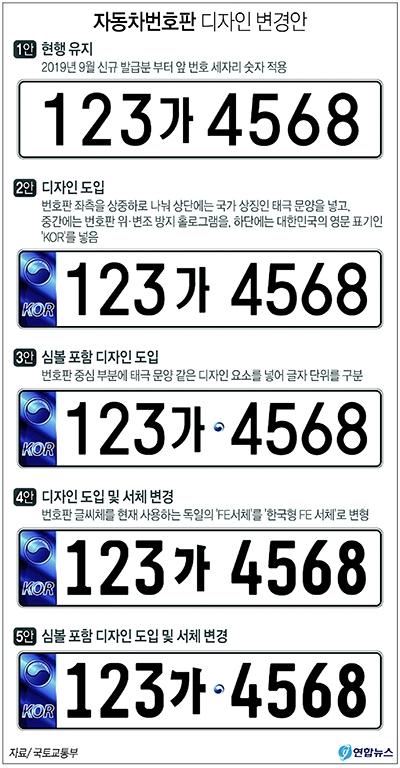 자동차번호판 디자인 변경안
1안 현행 유지
2019년 9월 신규 발급분 부터 앞 번호 세자리 숫자 적용
123가 4568
2안 디자인 도입
번호판 좌측을 상중하로 나눠 상단에는 국가 상징인 태극 문양을 넣고,
중간에는 번호판 위·변조 방지 홀로그램을, 하단에는 대한민국의 영문 표기인
'KOR'를 넣음
KOR 123가 4568
3안 심볼 포함 디자인 도입
번호판 중심 부분에 태극 문양 같은 디자인 요소를 넣어 글자 단위를 구분
KOR 123가 4568
4안 디자인 도입 및 서체 변경
번호판 글씨체를 현재 사용하는 독일의 'FE서체'를 '한국형 FE 서체'로 변형
KOR 123가 4568
5안 심볼 포함 디자인 도입 및 서체 변경
KOR 123가 4568
자료/ 국토교통부
연합뉴스